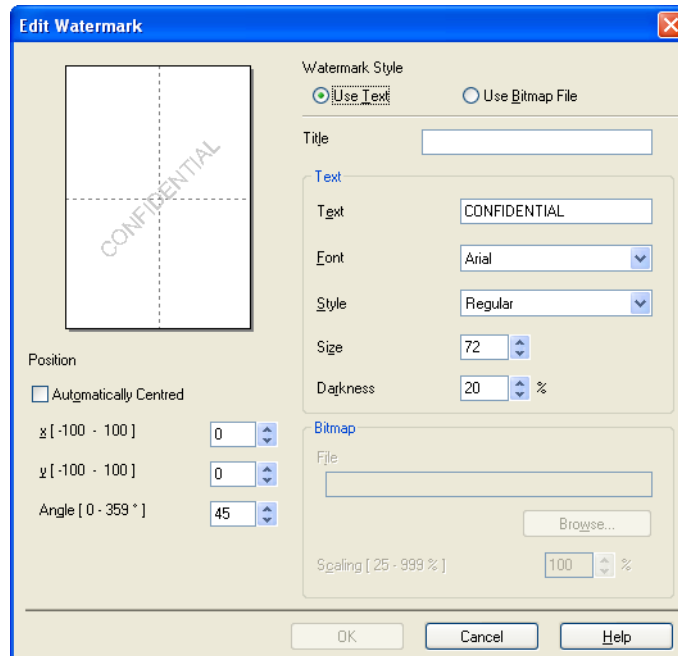 Edit Watermark
CONFIDENTIAL
Position
Automatically Centred
x [ -100 - 100 ]
0
y [ -100 - 100 ]
0
Angle [ 0 - 359 ° ]
45
Watermark Style
Use Text
Use Bitmap File
Title
Text
Text
CONFIDENTIAL
Font
Arial
Style
Regular
Size
72
Darkness
20
%
Bitmap
File
Browse...
Scaling [ 25 - 999 % ]
100
%
OK
Cancel
Help